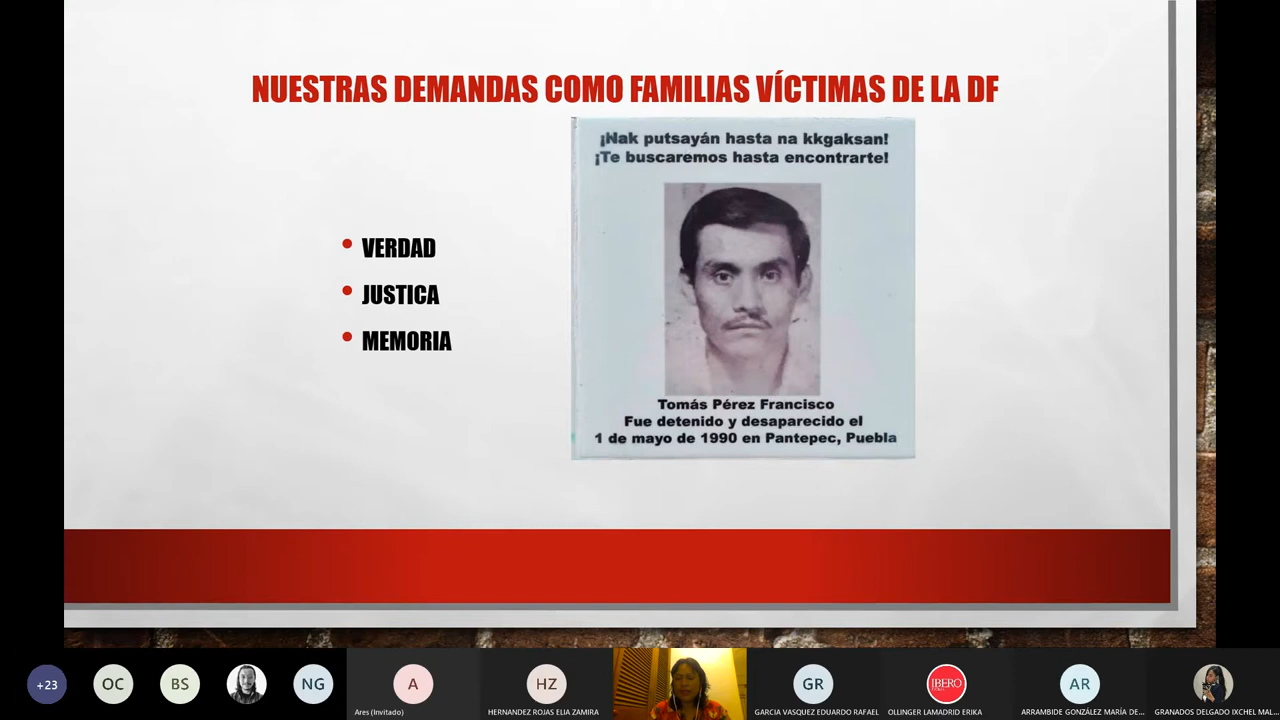 NUESTRAS DEMANDAS COMO FAMILIAS VÍCTIMAS DE LA DF
• VERDAD
• JUSTICA
• MEMORIA
¡Nak putsayán hasta na kkgaksan!
¡Te buscaremos hasta encontrarte!
Tomás Pérez Francisco
Fue detenido y desaparecido el
1 de mayo de 1990 en Pantepec, Puebla
+23
OC
BS
NG
A
Ares (Invitado)
HZ
HERNANDEZ ROJAS ELIA ZAMIRA
GR
GARCIA VASQUEZ EDUARDO RAFAEL
IBERO
OLLINGER LAMADRID ERIKA
AR
ARRAMBIDE GONZÁLEZ MARÍA DE...
GRANADOS DELGADO IXCHEL MAL...